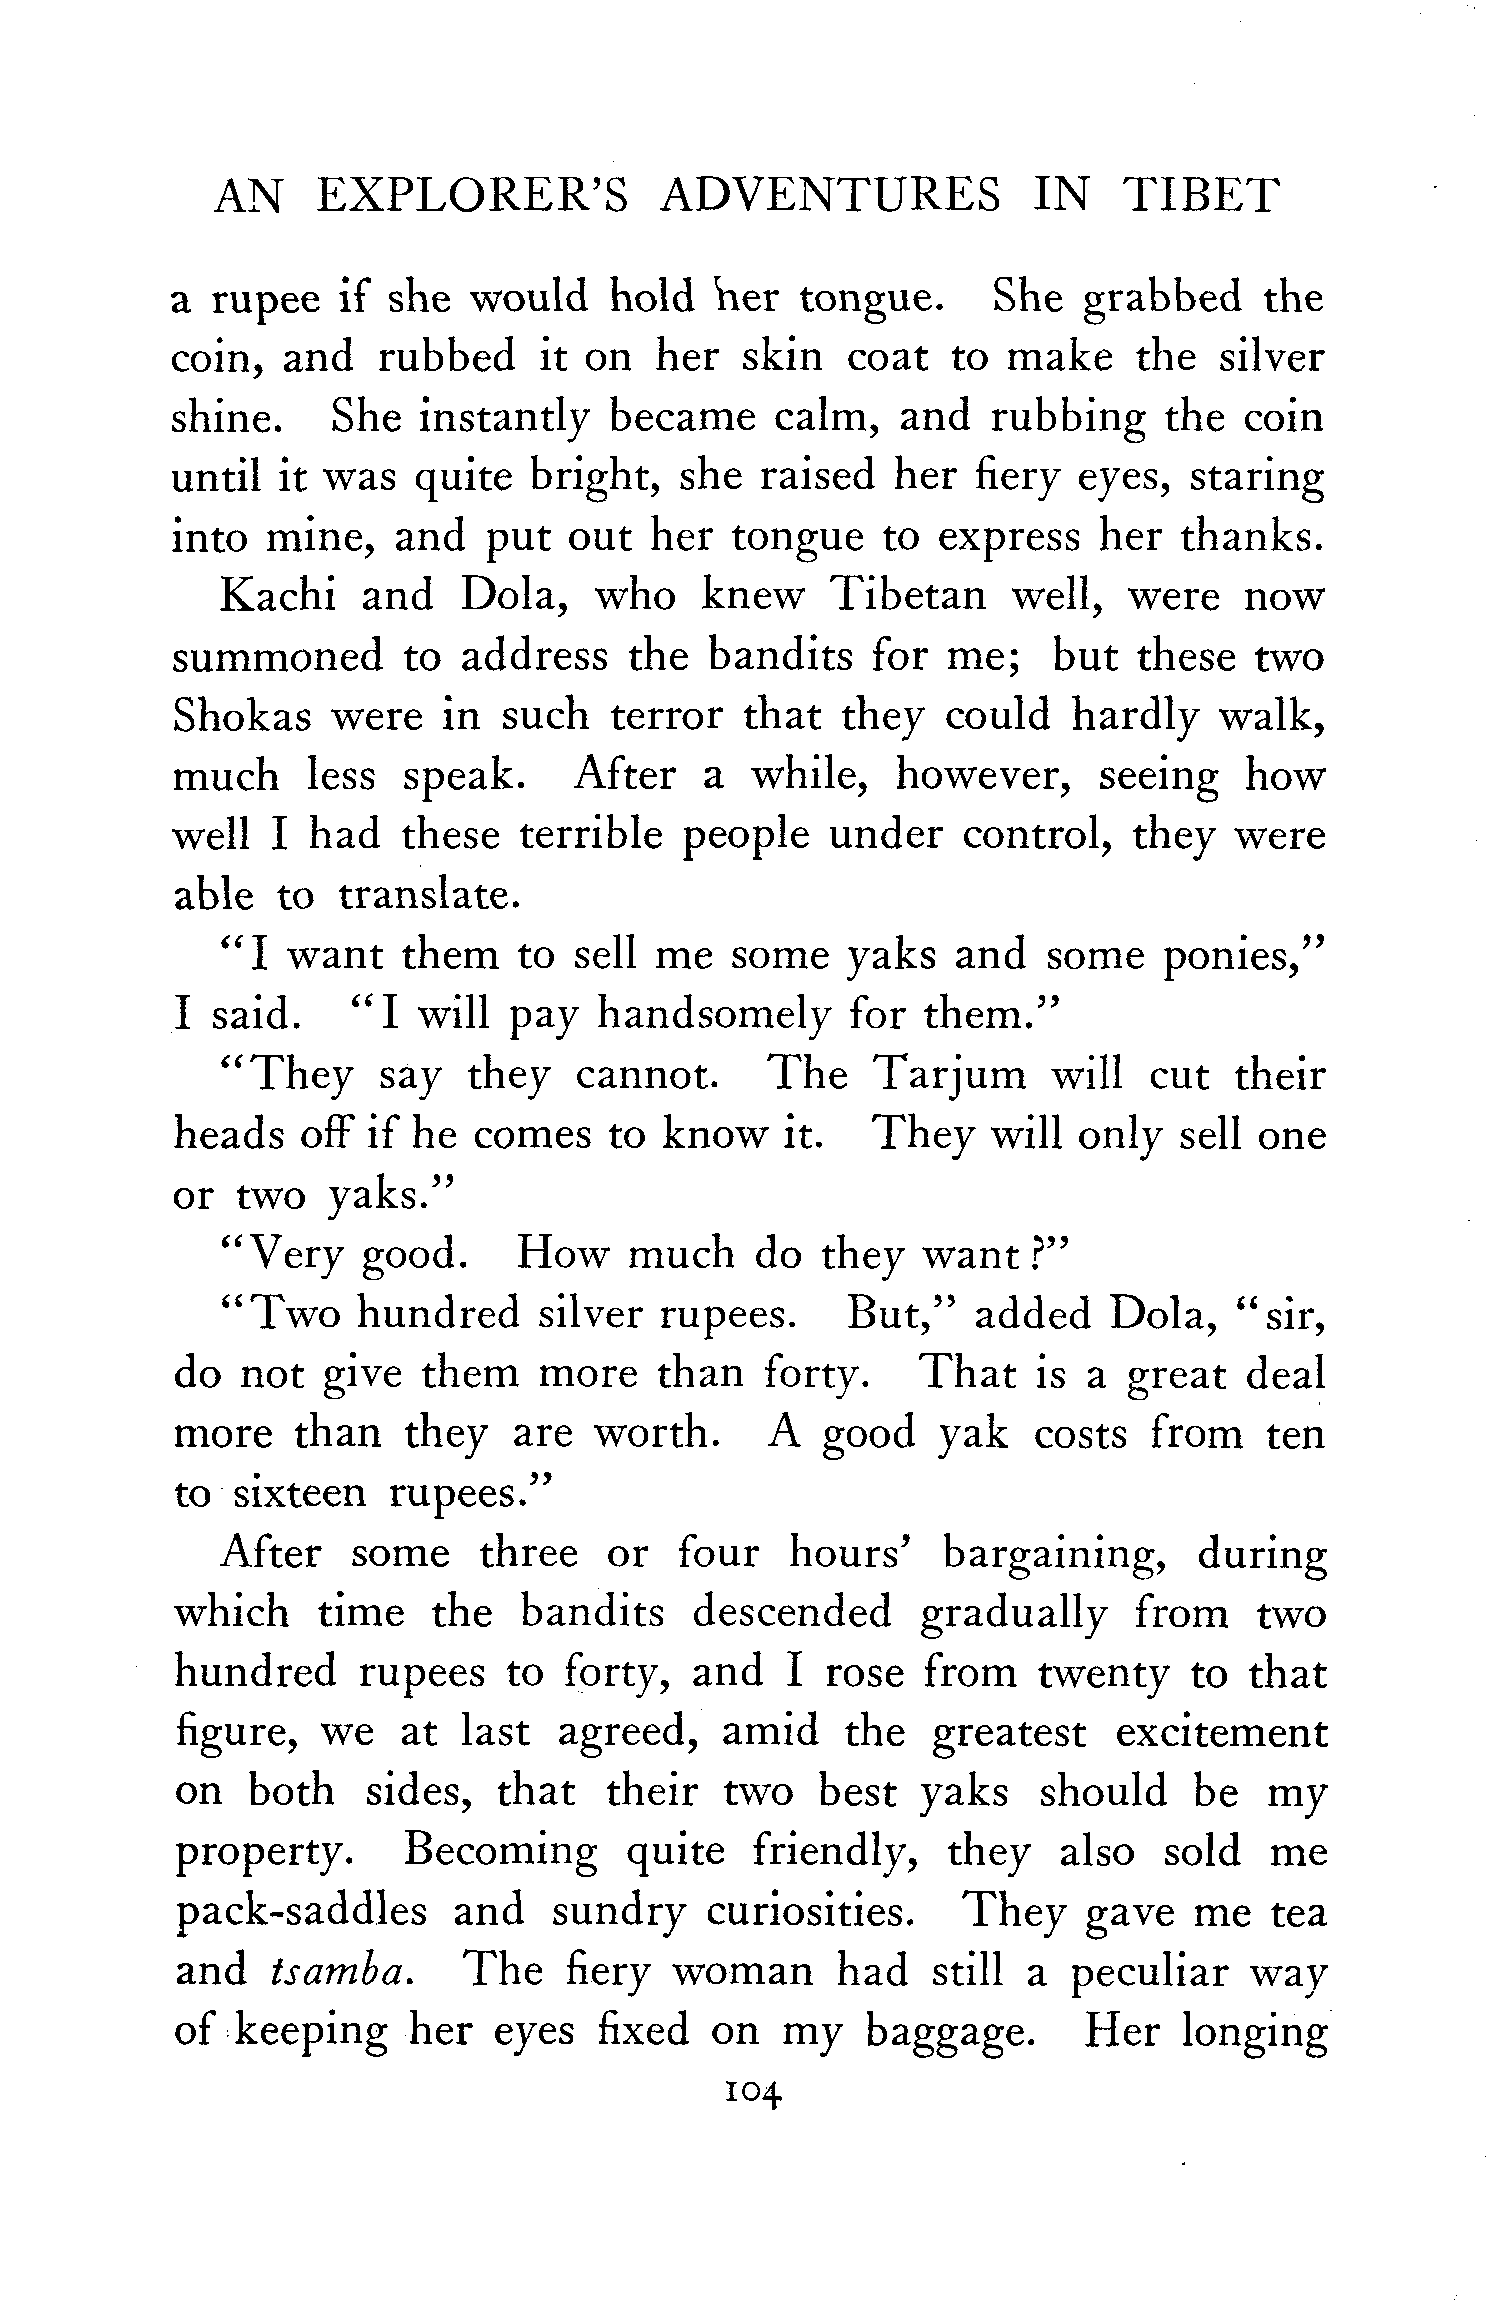 AN EXPLORER'S ADVENTURES IN TIBET
a rupee if she would hold her tongue. She grabbed the
coin, and rubbed it on her skin coat to make the silver
shine. She instantly became calm, and rubbing the coin
until it was quite bright, she raised her fiery eyes, staring
into mine, and put out her tongue to express her thanks.
Kachi and Dola, who knew Tibetan well, were now
summoned to address the bandits for me; but these two
Shokas were in such terror that they could hardly walk,
much less speak. After a while, however, seeing how
well I had these terrible people under control, they were
able to translate.
"I want them to sell me some yaks and some ponies,"
I said. "I will pay handsomely for them."
"They say they cannot. The Tarjum will cut their
heads off if he comes to know it. They will only sell one
or two yaks."
"Very good. How much do they want?"
"Two hundred silver rupees. But," added Dola, "sir,
do not give them more than forty. That is a great deal
more than they are worth. A good yak costs from ten
to sixteen rupees."
After some three or four hours' bargaining, during
which time the bandits descended gradually from two
hundred rupees to forty, and I rose from twenty to that
figure, we at last agreed, amid the greatest excitement
on both sides, that their two best yaks should be my
property. Becoming quite friendly, they also sold me
pack-saddles and sundry curiosities. They gave me tea
and tsamba. The fiery woman had still a peculiar way
of keeping her eyes fixed on my baggage. Her longing
104